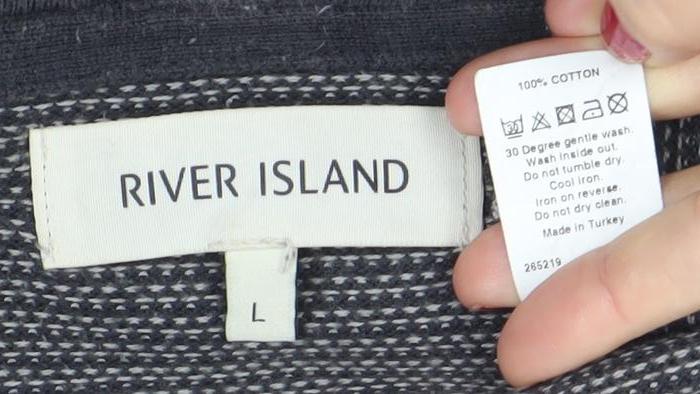 RIVER ISLAND
L
100% COTTON
30 Degree gentle wash.
Wash inside out.
Do not tumble dry.
Cool iron.
Iron on reverse.
Do not dry clean.
Made in Turkey
265219